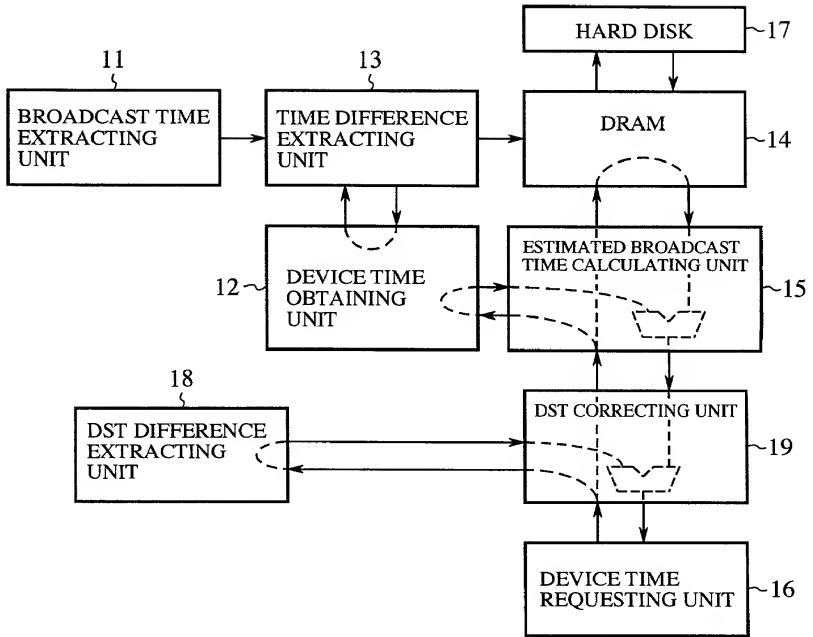 HARD DISK
17
11
13
BROADCAST TIME
EXTRACTING
UNIT
TIME DIFFERENCE
EXTRACTING
UNIT
DRAM
14
12
DEVICE TIME
OBTAINING
UNIT
ESTIMATED BROADCAST
TIME CALCULATING UNIT
15
18
DST DIFFERENCE
EXTRACTING
UNIT
DST CORRECTING UNIT
19
DEVICE TIME
REQUESTING UNIT
16